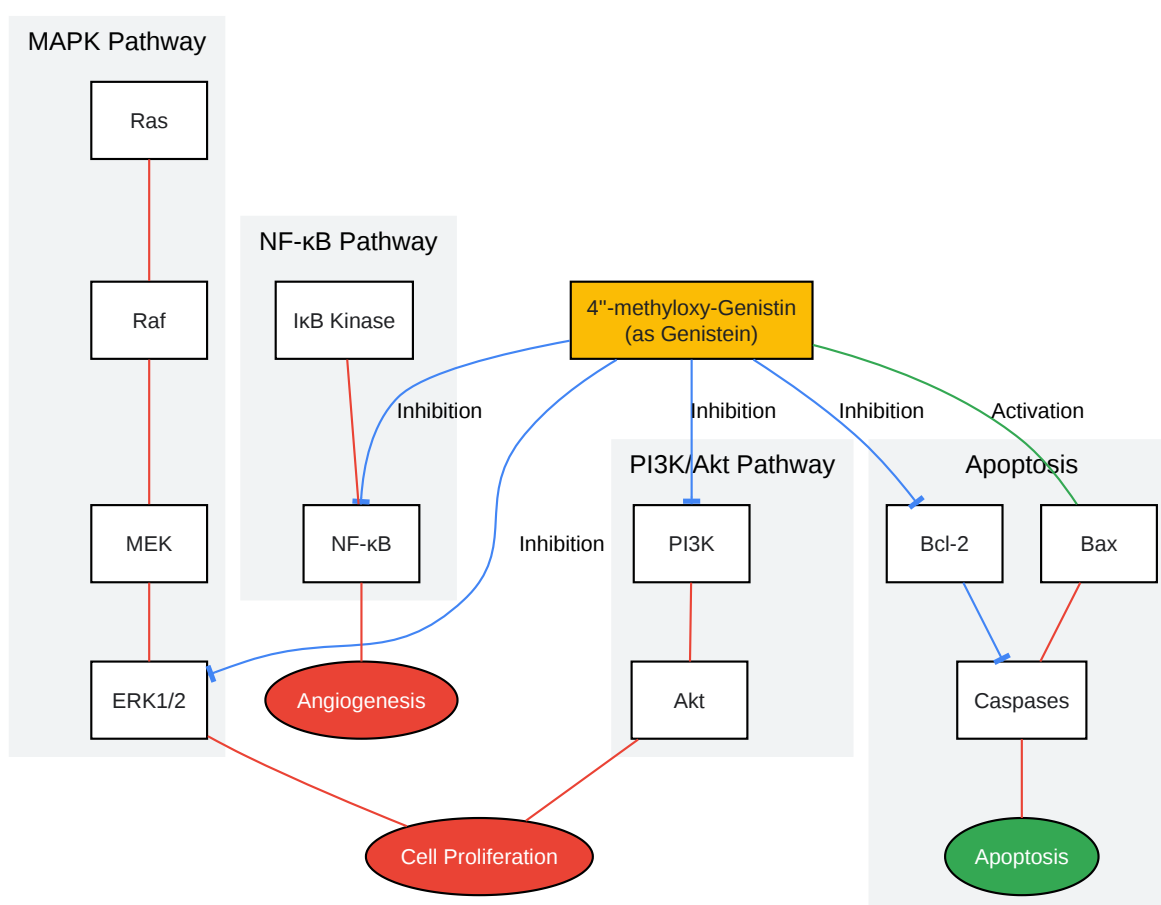 MAPK Pathway
Ras
Raf
MEK
ERK1/2
NF-κB Pathway
IκB Kinase
NF-κB
Angiogenesis
4''-methyloxy-Genistin
(as Genistein)
Inhibition
Inhibition
Inhibition
Inhibition
Activation
PI3K/Akt Pathway
PI3K
Akt
Cell Proliferation
Apoptosis
Bcl-2
Bax
Caspases
Apoptosis